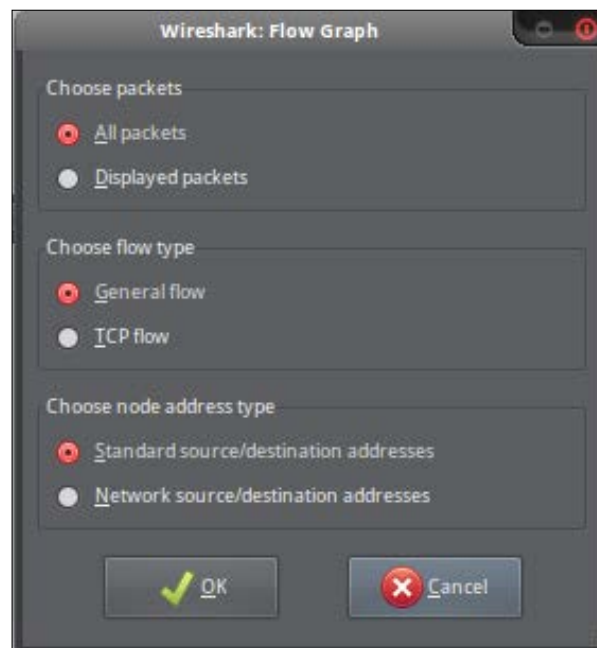 Wireshark: Flow Graph
Choose packets
All packets
Displayed packets
Choose flow type
General flow
TCP flow
Choose node address type
Standard source/destination addresses
Network source/destination addresses
OK
Cancel